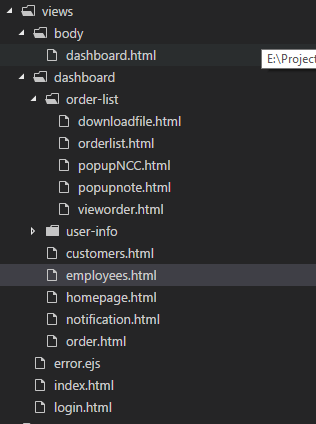 views
body
dashboard.html
E:\Project
dashboard
order-list
downloadfile.html
orderlist.html
popupNCC.html
popupnote.html
vieworder.html
user-info
customers.html
employees.html
homepage.html
notification.html
order.html
error.ejs
index.html
login.html